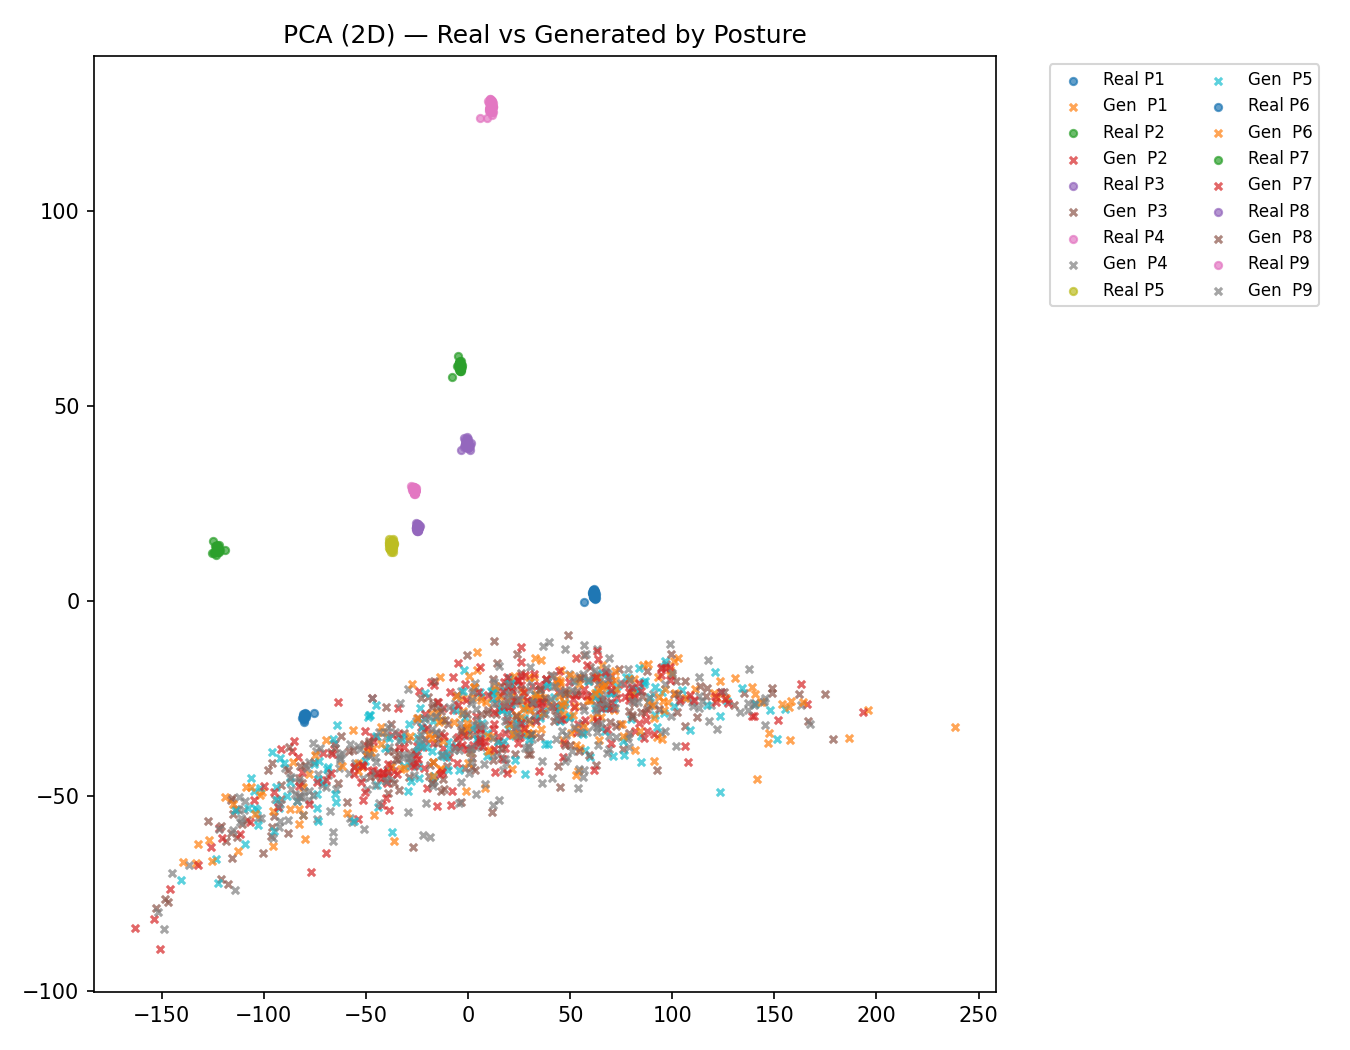 PCA (2D) — Real vs Generated by Posture
Real P1
Gen P1
Real P2
Gen P2
Real P3
Gen P3
Real P4
Gen P4
Real P5
Gen P5
Real P6
Gen P6
Real P7
Gen P7
Real P8
Gen P8
Real P9
Gen P9
100
50
0
−50
−100
−150 −100 −50 0 50 100 150 200 250